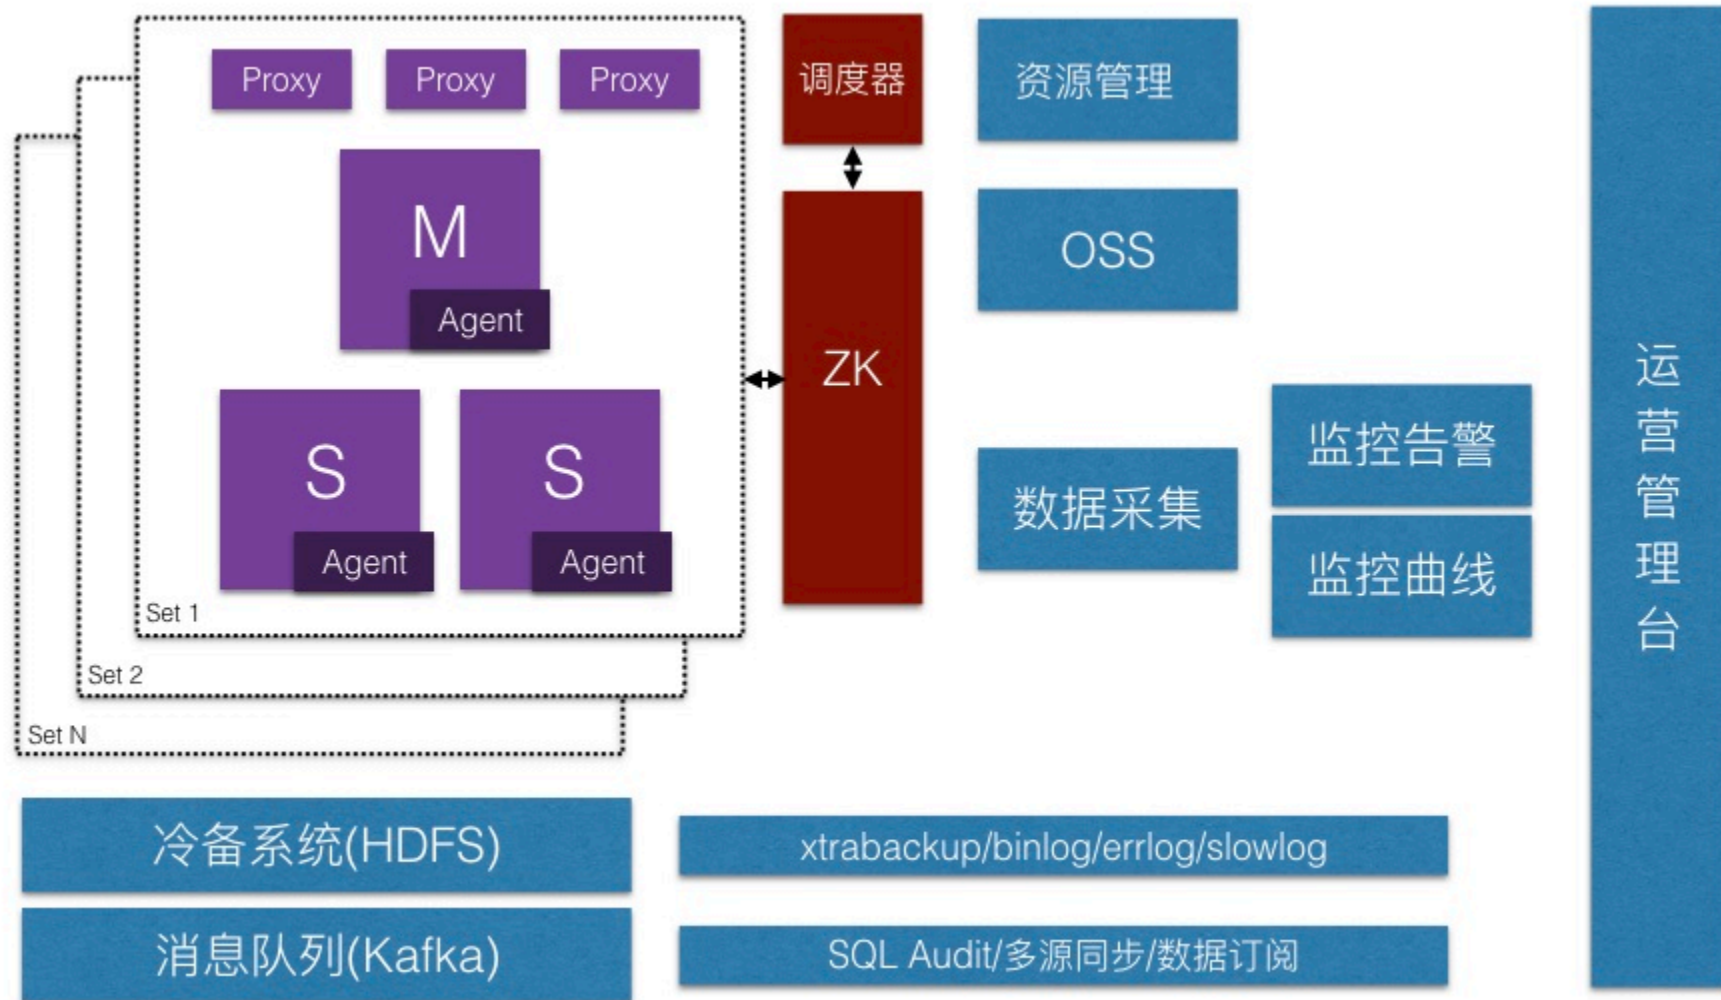 Proxy
Proxy
Proxy
M
Agent
S
Agent
S
Agent
Set 1
Set 2
Set N
调度器
ZK
资源管理
OSS
数据采集
监控告警
监控曲线
运营管理台
冷备系统(HDFS)
xtrabackup/binlog/errlog/slowlog
消息队列(Kafka)
SQL Audit/多源同步/数据订阅